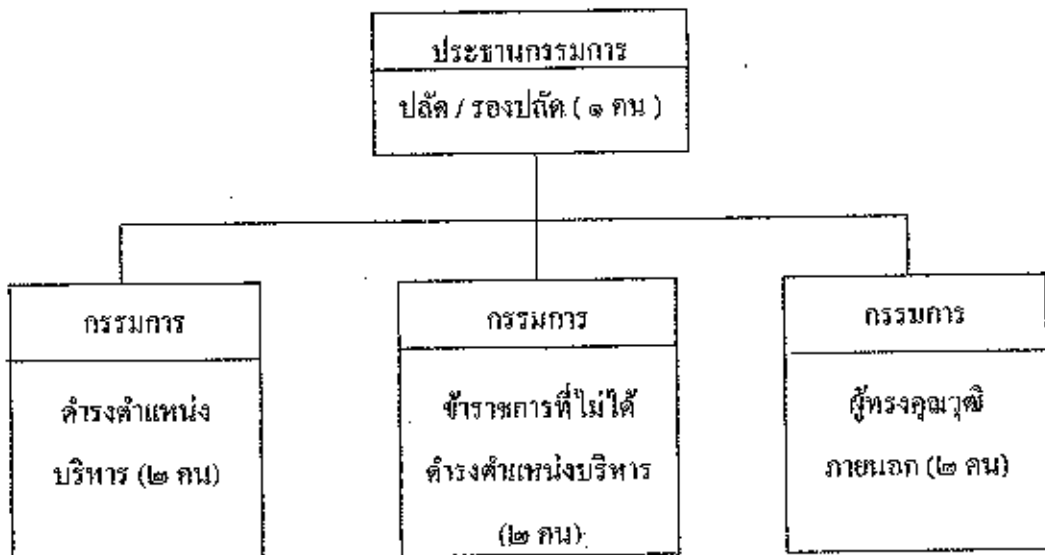 ประธานกรรมการ
ปลัด / รองปลัด ( ๑ คน )
กรรมการ
ดำรงตำแหน่ง
บริหาร (๒ คน)
กรรมการ
ข้าราชการที่ไม่ได้
ดำรงตำแหน่งบริหาร
(๒ คน)
กรรมการ
ผู้ทรงคุณวุฒิ
ภายนอก (๒ คน)